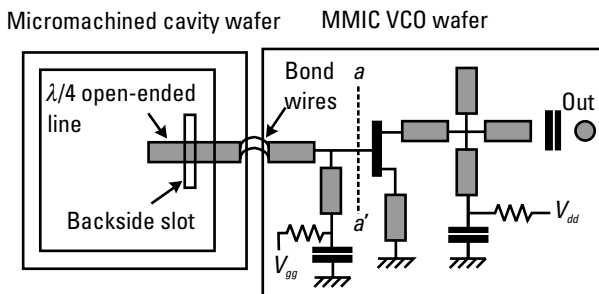 Micromachined cavity wafer
MMIC VCO wafer
λ/4 open-ended
line
Bond
wires
a
Out
Backside slot
a'
Vgg
Vdd